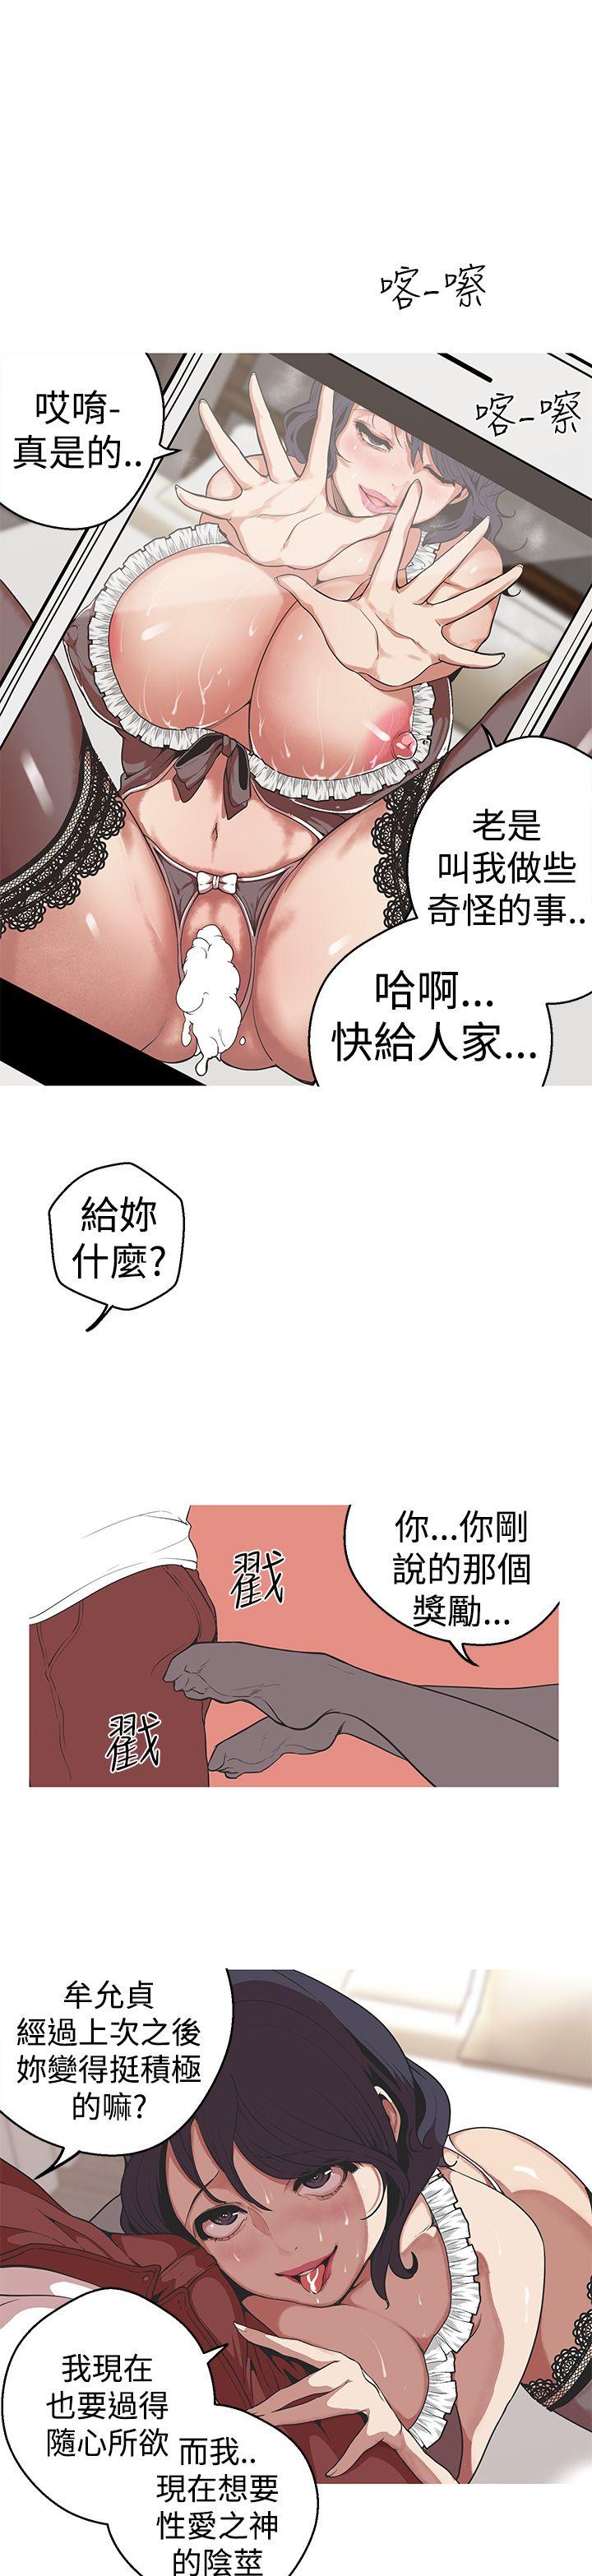 喀-嚓
喀-嚓
哎唷-
真是的..
老是
叫我做些
奇怪的事..
哈啊...
快給人家...
給妳
什麼?
你...你剛
說的那個
獎勵...
戳
戳
牟允貞
經過上次之後
妳變得挺積極
的嘛?
我現在
也要過得
隨心所欲
而我..
現在想要
性愛之神
的陰莖